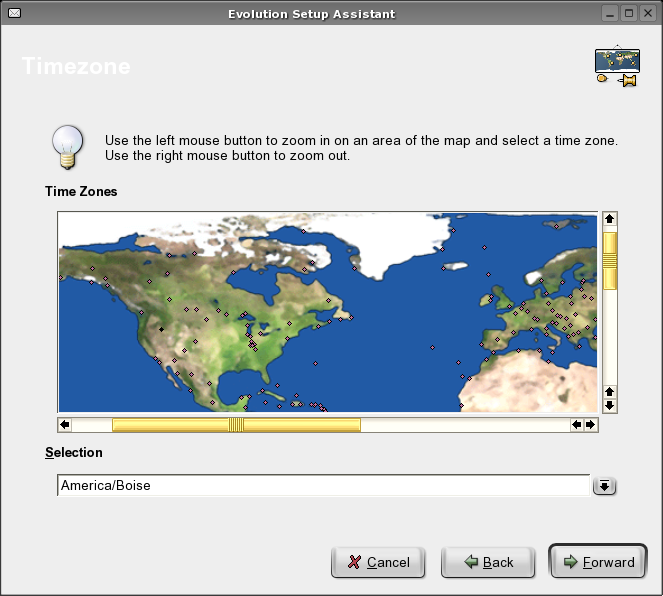 Evolution Setup Assistant
Timezone
Use the left mouse button to zoom in on an area of the map and select a time zone.
Use the right mouse button to zoom out.
Time Zones
Selection
America/Boise
Cancel
Back
Forward